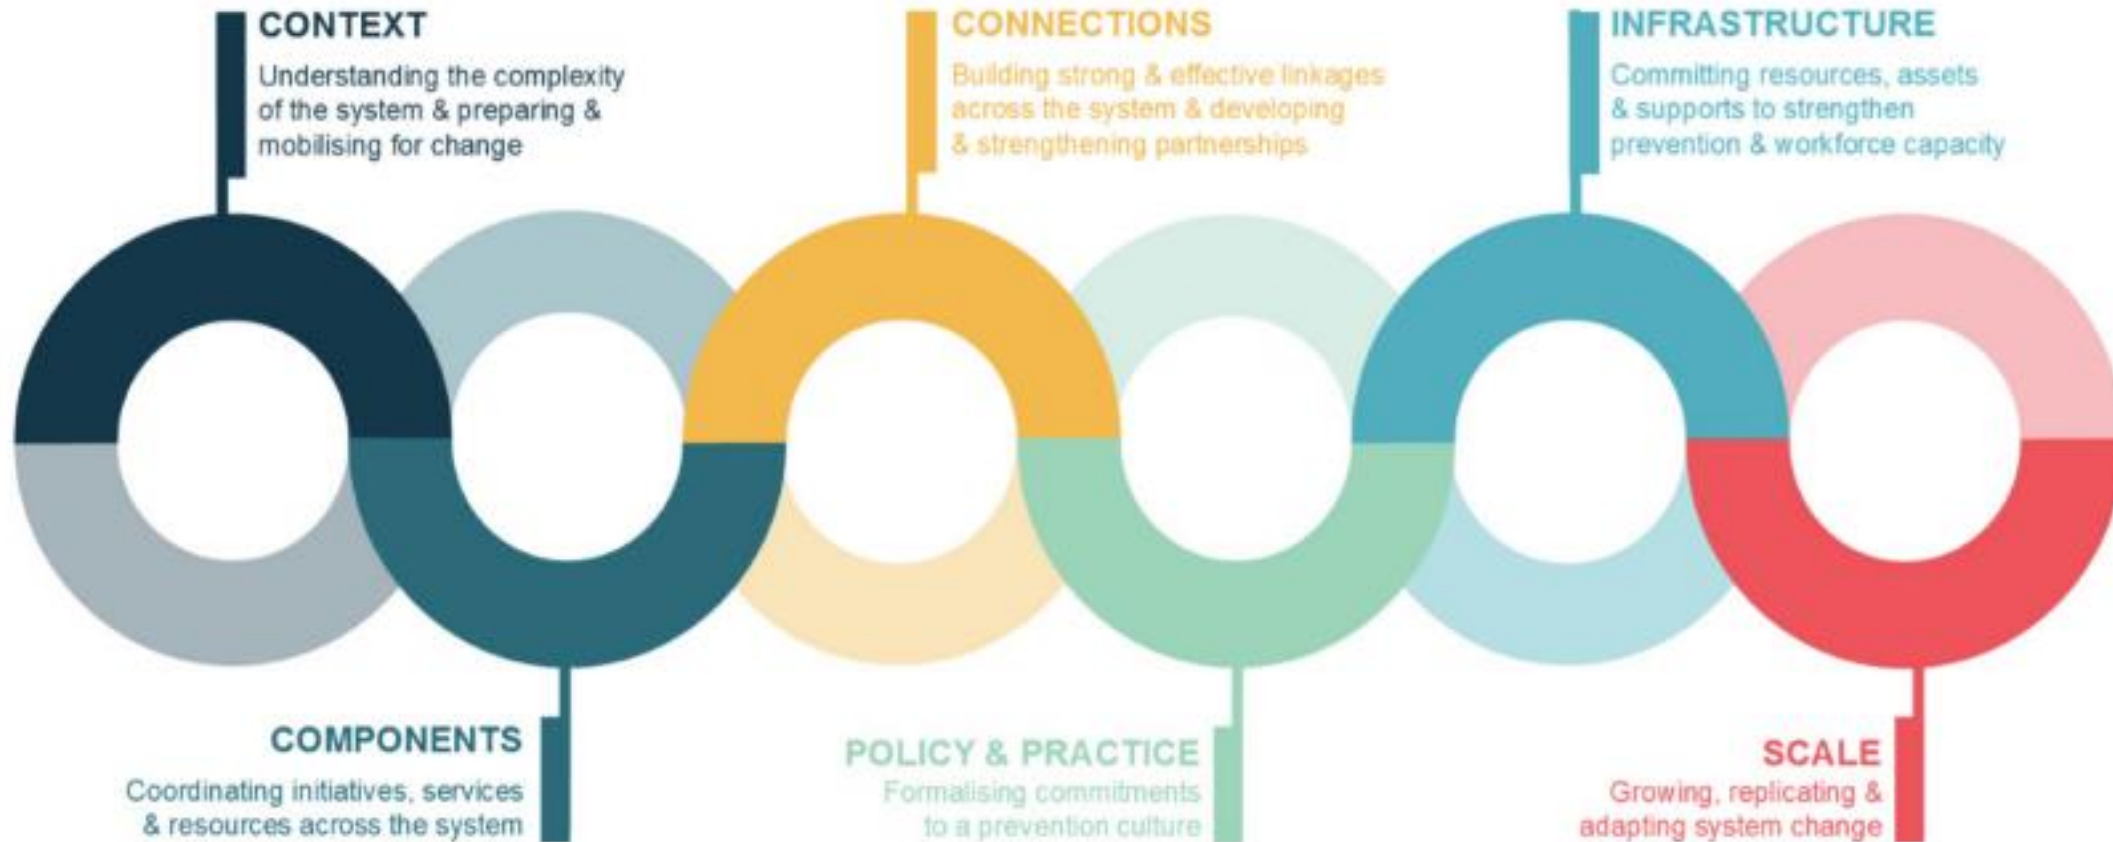 CONTEXT
Understanding the complexity
of the system & preparing &
mobilising for change
CONNECTIONS
Building strong & effective linkages
across the system & developing
& strengthening partnerships
INFRASTRUCTURE
Committing resources, assets
& supports to strengthen
prevention & workforce capacity
COMPONENTS
Coordinating initiatives, services
& resources across the system
POLICY & PRACTICE
Formalising commitments
to a prevention culture
SCALE
Growing, replicating &
adapting system change